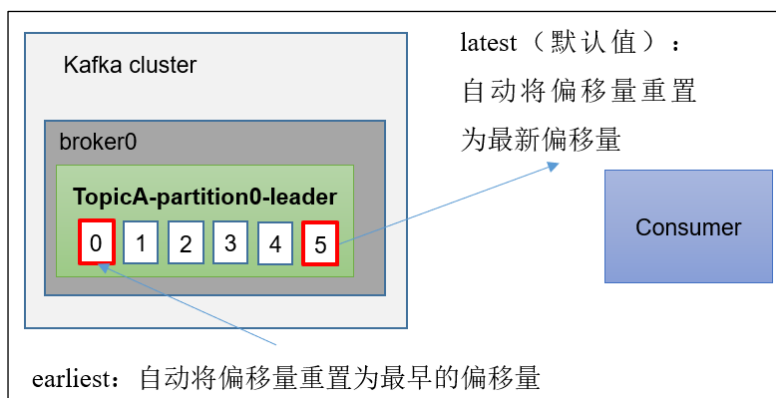 Kafka cluster
broker0
TopicA-partition0-leader
0 1 2 3 4 5
latest（默认值）：
自动将偏移量重置
为最新偏移量
Consumer
earliest：自动将偏移量重置为最早的偏移量